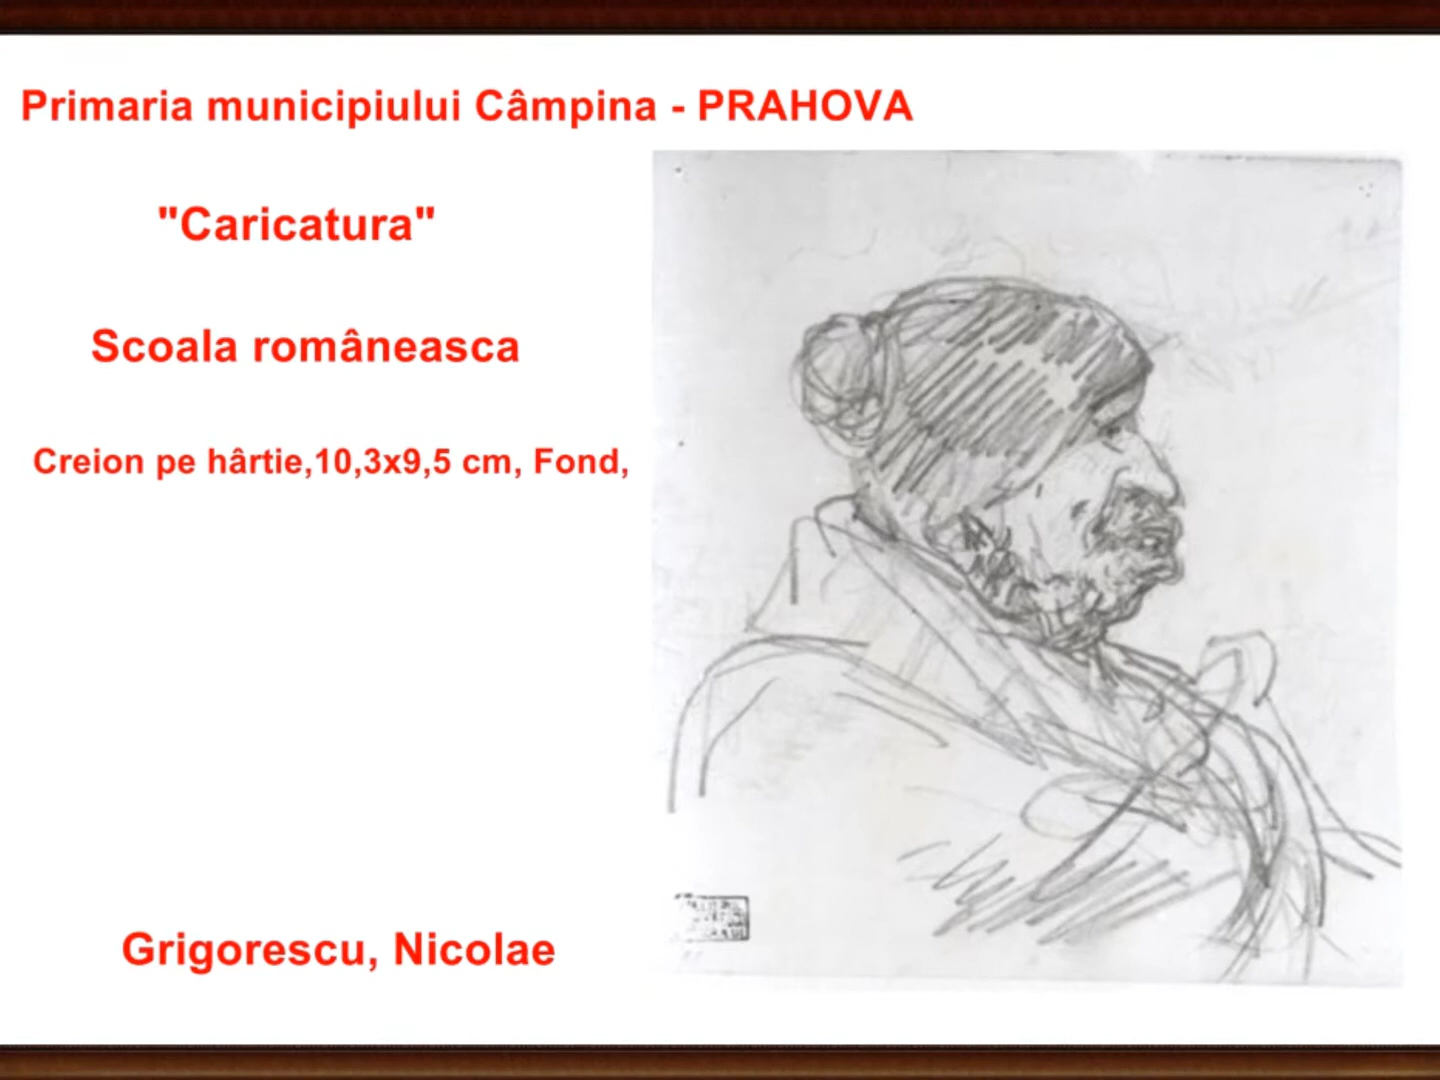 Primaria municipiului Câmpina - PRAHOVA
"Caricatura"
Scoala româneasca
Creion pe hârtie,10,3x9,5 cm, Fond,
Grigorescu, Nicolae